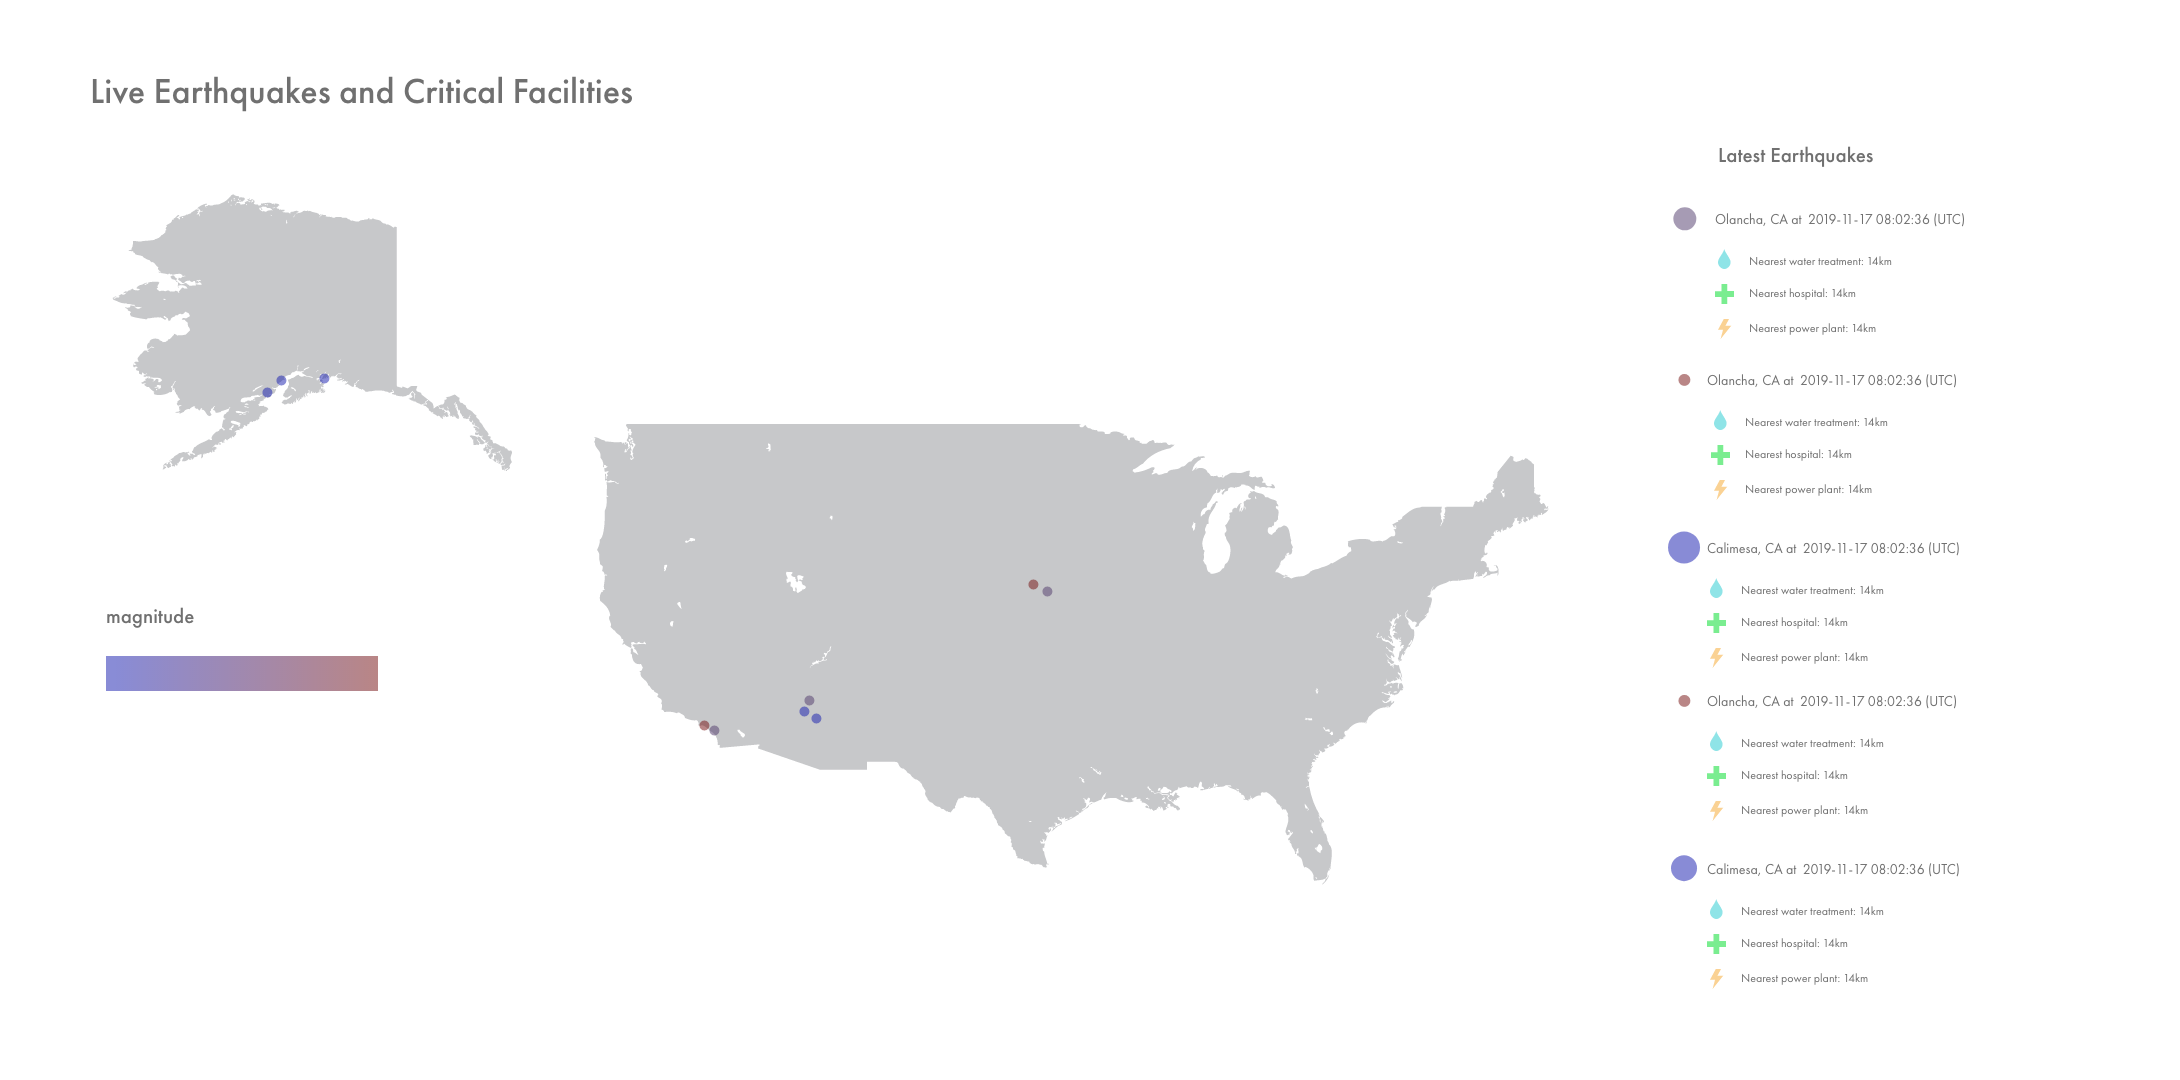 Live Earthquakes and Critical Facilities
magnitude
Latest Earthquakes
Olancha, CA at 2019-11-17 08:02:36 (UTC)
Nearest water treatment: 14km
Nearest hospital: 14km
Nearest power plant: 14km
Olancha, CA at 2019-11-17 08:02:36 (UTC)
Nearest water treatment: 14km
Nearest hospital: 14km
Nearest power plant: 14km
Calimesa, CA at 2019-11-17 08:02:36 (UTC)
Nearest water treatment: 14km
Nearest hospital: 14km
Nearest power plant: 14km
Olancha, CA at 2019-11-17 08:02:36 (UTC)
Nearest water treatment: 14km
Nearest hospital: 14km
Nearest power plant: 14km
Calimesa, CA at 2019-11-17 08:02:36 (UTC)
Nearest water treatment: 14km
Nearest hospital: 14km
Nearest power plant: 14km